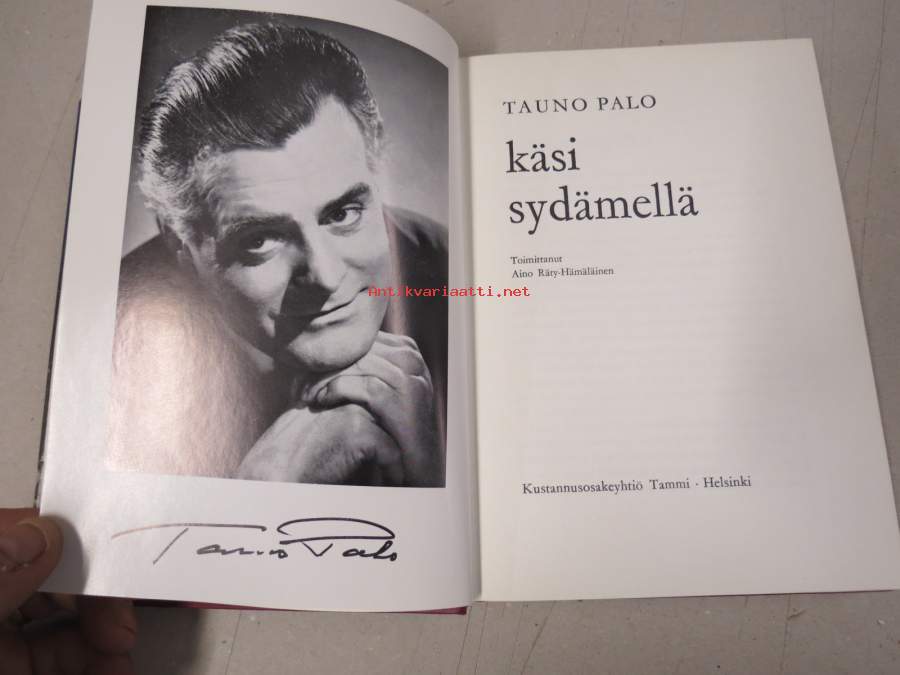 Tauno Palo
TAUNO PALO
käsi
sydämellä
Toimittanut
Aino Räty-Hämäläinen
Antikvariaatti.net
Kustannusosakeyhtiö Tammi · Helsinki